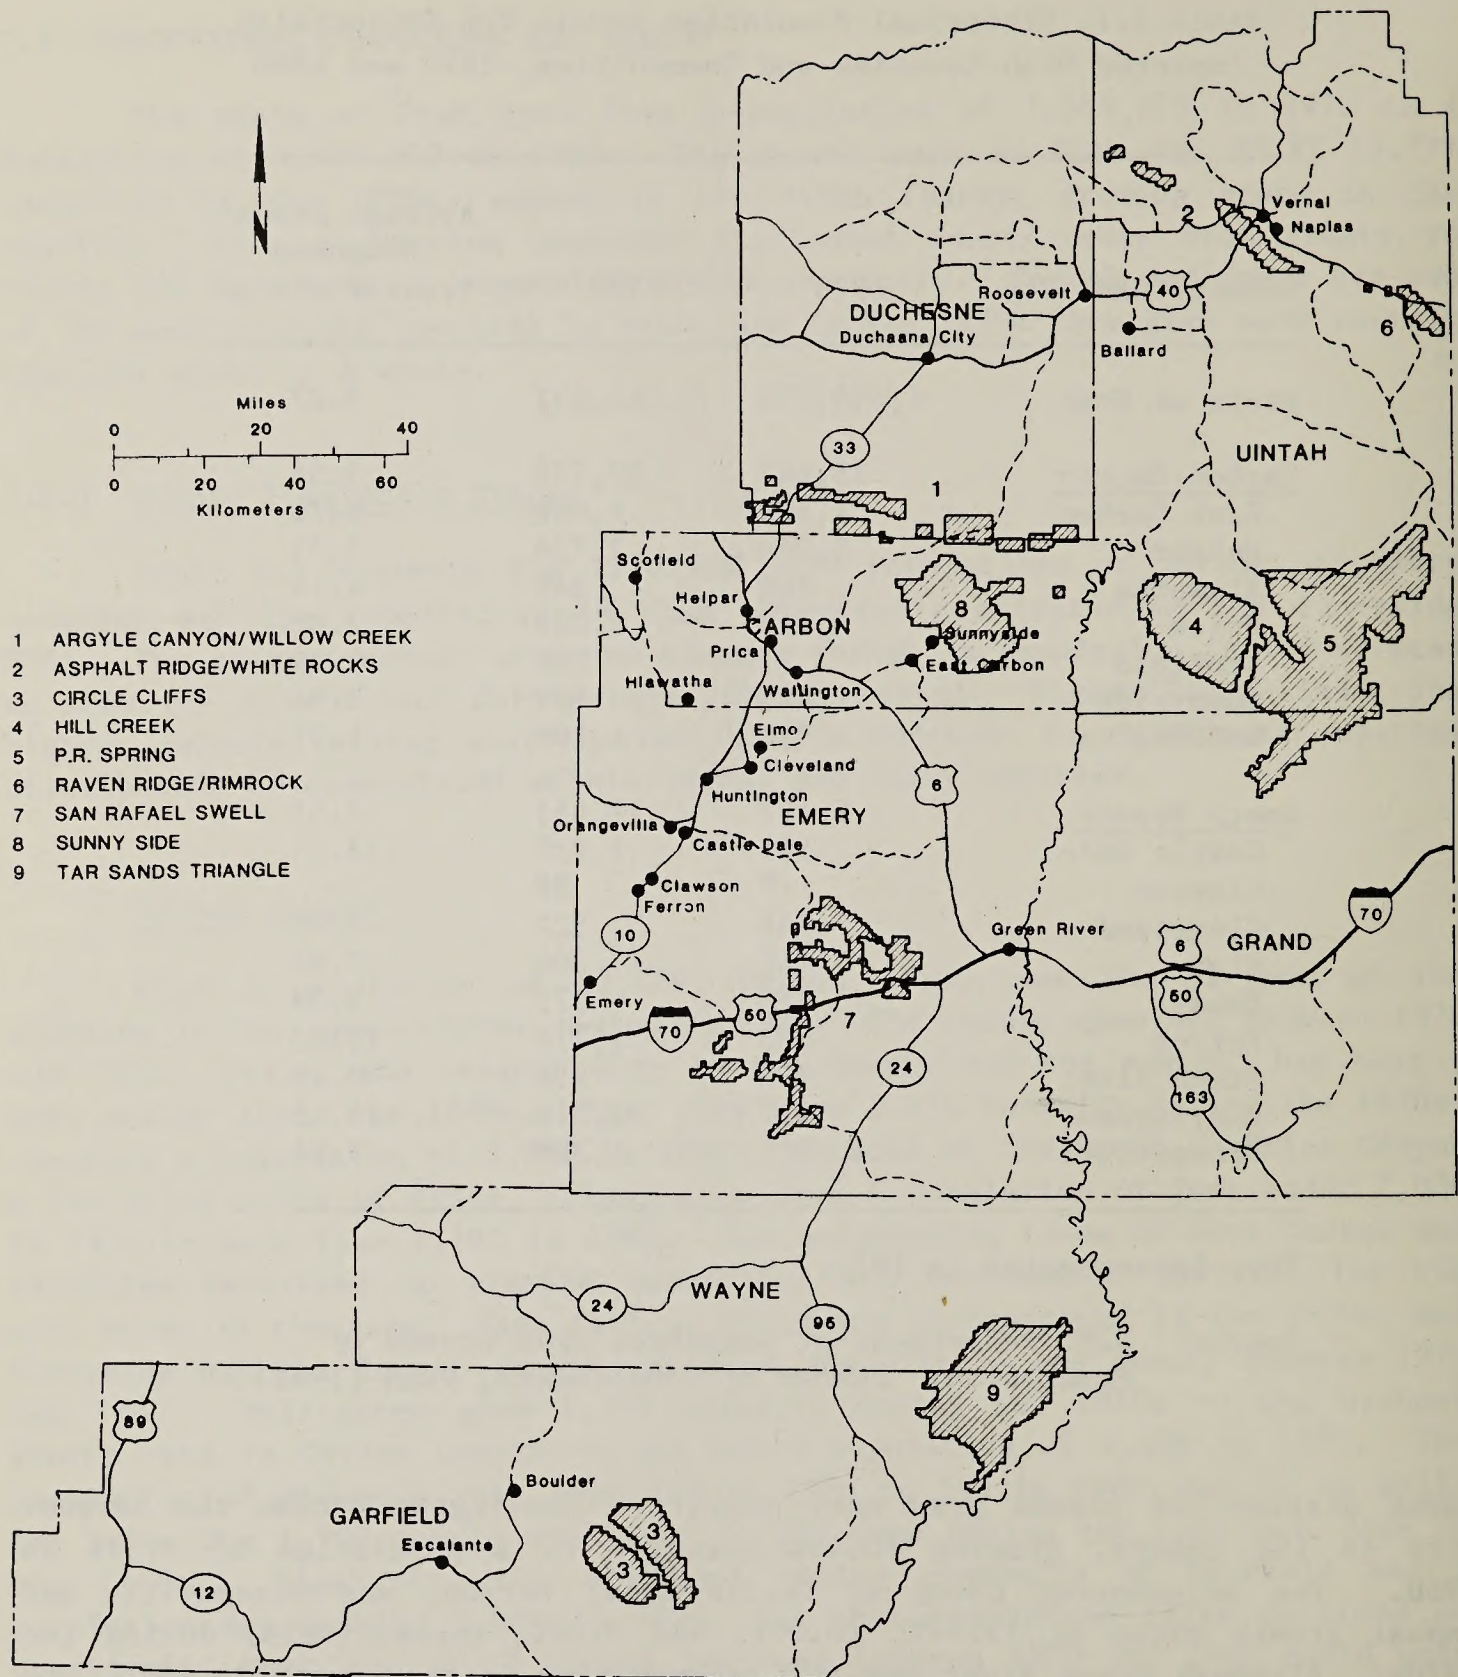 N
Miles
0 20 40
0 20 40 60
Kilometers
1 ARGYLE CANYON/WILLOW CREEK
2 ASPHALT RIDGE/WHITE ROCKS
3 CIRCLE CLIFFS
4 HILL CREEK
5 P.R. SPRING
6 RAVEN RIDGE/RIMROCK
7 SAN RAFAEL SWELL
8 SUNNY SIDE
9 TAR SANDS TRIANGLE
2
Vernal
Naplas
Roosevelt
40
DUCHESNE
Duchaana City
Ballard
6
33
UINTAH
1
Scofield
Helpar
CARBON
8
4
5
Prica
Sunnyside
East Carbon
Hlawatha
Wallington
Elmo
Cleveland
6
Huntington
EMERY
Orangevilla
Castle Dale
Clawson
Ferron
10
Green River
6
GRAND
70
50
Emery
50
70
7
24
163
24
WAYNE
95
9
89
Boulder
GARFIELD
Escalante
3
3
12